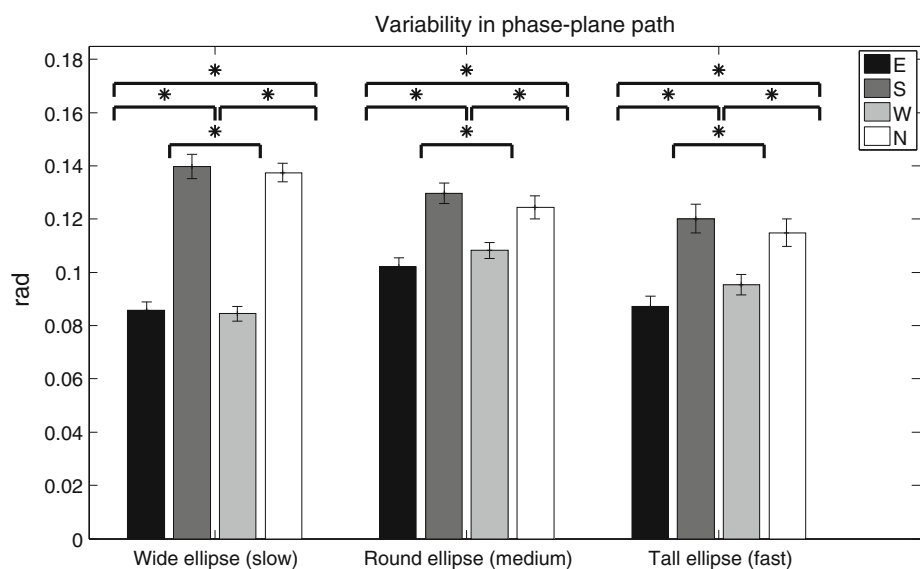 Variability in phase-plane path
0.18
0.16
0.14
0.12
0.1
0.08
0.06
0.04
0.02
0
rad
* * * *
* * * *
* * * *
E
S
W
N
Wide ellipse (slow)
Round ellipse (medium)
Tall ellipse (fast)